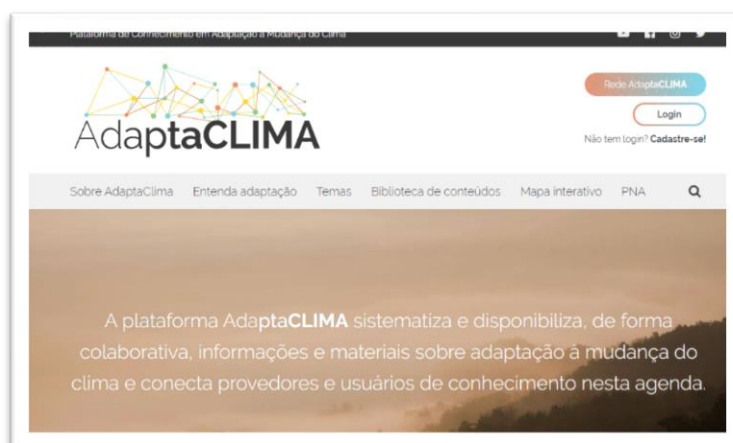 Plataforma de Conhecimento em Adaptação à Mudança do Clima
Rede AdaptaCLIMA
AdaptaCLIMA
Login
Não tem login? Cadastre-se!
Sobre AdaptaClima Entenda adaptação Temas Biblioteca de conteúdos Mapa interativo PNA
A plataforma AdaptaCLIMA sistematiza e disponibiliza, de forma
colaborativa, informações e materiais sobre adaptação à mudança do
clima e conecta provedores e usuários de conhecimento nesta agenda.